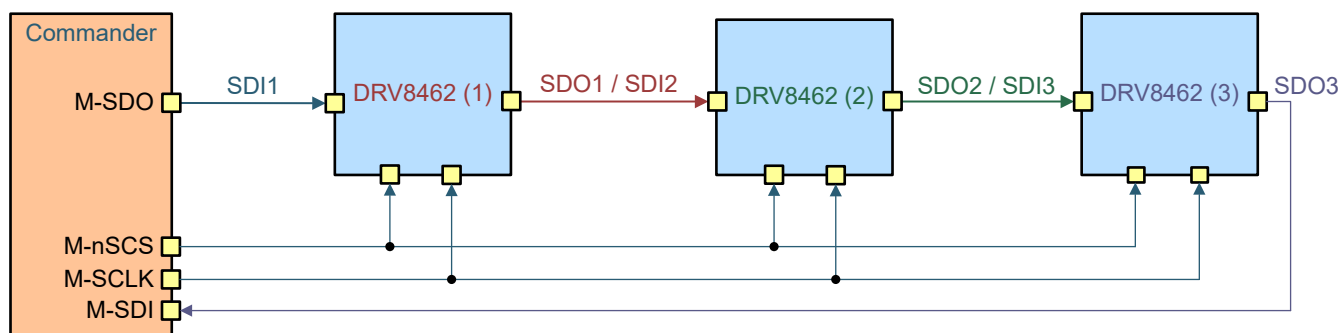 Commander
M-SDO
SDI1
DRV8462 (1)
SDO1 / SDI2
DRV8462 (2)
SDO2 / SDI3
DRV8462 (3)
SDO3
M-nSCS
M-SCLK
M-SDI